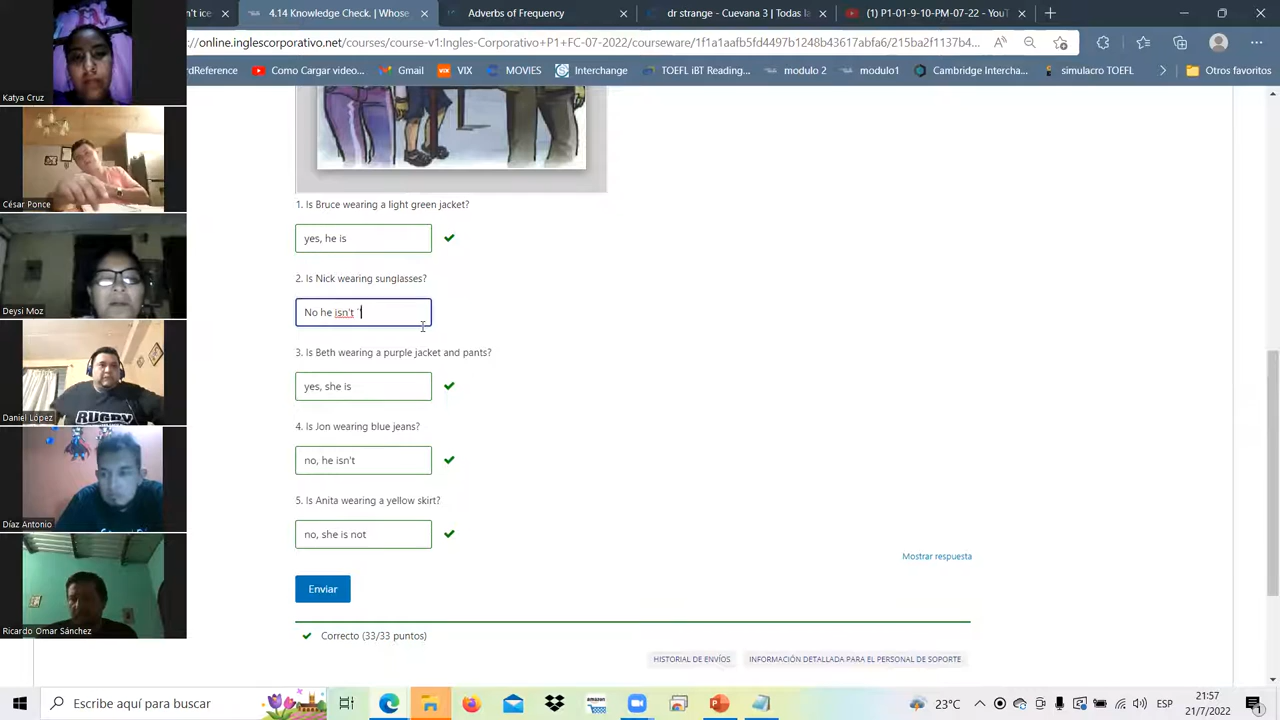 n't ice
4.14 Knowledge Check.
Adverbs of Frequency
dr strange - Cuevana 3 | Todas
(1) P1-01-9-10-PM-07-22 - YouT
://online.inglescorporativo.net/courses/course-v1:Ingles-Corporativo+P1+FC-07-2022/courseware/1f1a1aafb5fd4497b1248b43617abfa6/215ba2f1137b4...
rdReference
Como Cargar video...
Gmail
VIX
MOVIES
Interchange
TOEFL iBT Reading...
modulo 2
modulo1
Cambridge Intercha...
simulacro TOEFL
Otros favoritos
Katya Cruz
César Ponce
Deysi Moz
Daniel López
RUGBY
Díaz Antonio
Ricardo Omar Sánchez
1. Is Bruce wearing a light green jacket?
yes, he is
2. Is Nick wearing sunglasses?
No he isn't
3. Is Beth wearing a purple jacket and pants?
yes, she is
4. Is Jon wearing blue jeans?
no, he isn't
5. Is Anita wearing a yellow skirt?
no, she is not
Mostrar respuesta
Enviar
Correcto (33/33 puntos)
HISTORIAL DE ENVÍOS
INFORMACIÓN DETALLADA PARA EL PERSONAL DE SOPORTE
Escribe aquí para buscar
23°C
ESP
21:57
21/7/2022
1